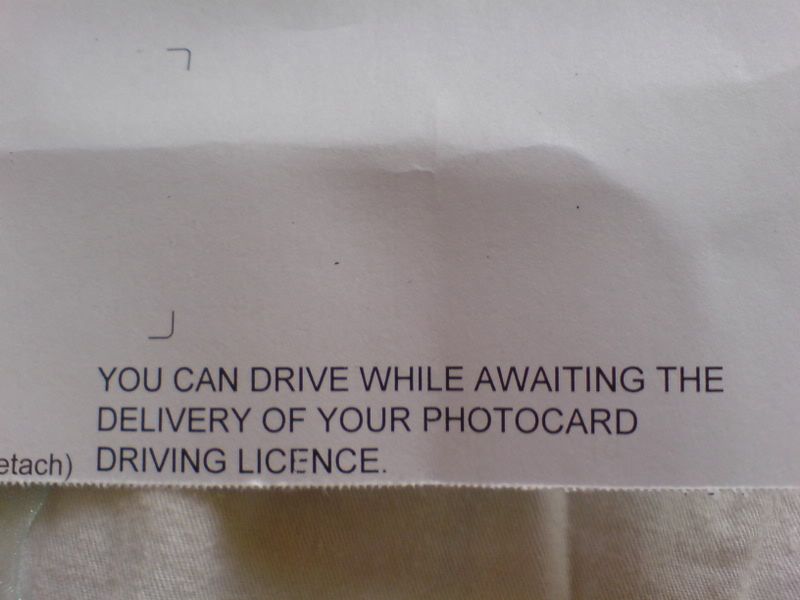 YOU CAN DRIVE WHILE AWAITING THE
DELIVERY OF YOUR PHOTOCARD
etach) DRIVING LICENCE.